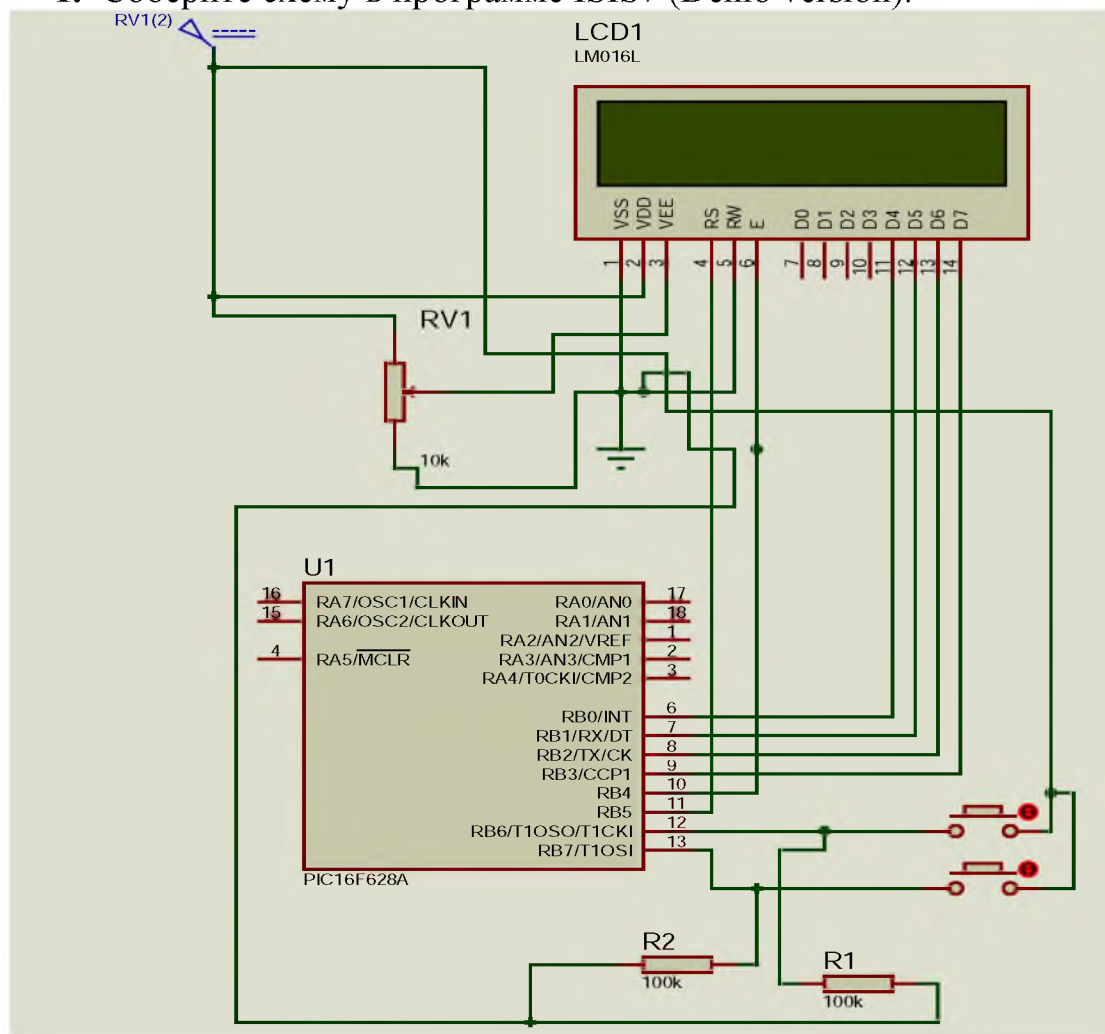 1. Соберите схему в программе ISIS7 (Demo version).
RV1(2)
LCD1
LM016L
VSS
VDD
VEE
RS
RW
E
D0
D1
D2
D3
D4
D5
D6
D7
1
2
3
4
5
6
7
8
9
10
11
12
13
14
RV1
10k
U1
16 RA7/OSC1/CLKIN
15 RA6/OSC2/CLKOUT
4 RA5/MCLR
RA0/AN0 17
RA1/AN1 18
RA2/AN2/VREF 1
RA3/AN3/CMP1 2
RA4/T0CKI/CMP2 3
RB0/INT 6
RB1/RX/DT 7
RB2/TX/CK 8
RB3/CCP1 9
RB4 10
RB5 11
RB6/T1OSO/T1CKI 12
RB7/T1OSI 13
PIC16F628A
R2
100k
R1
100k